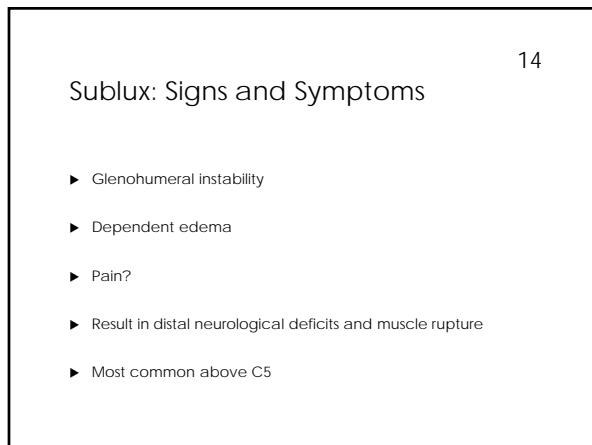 14
Sublux: Signs and Symptoms
▶ Glenohumeral instability
▶ Dependent edema
▶ Pain?
▶ Result in distal neurological deficits and muscle rupture
▶ Most common above C5